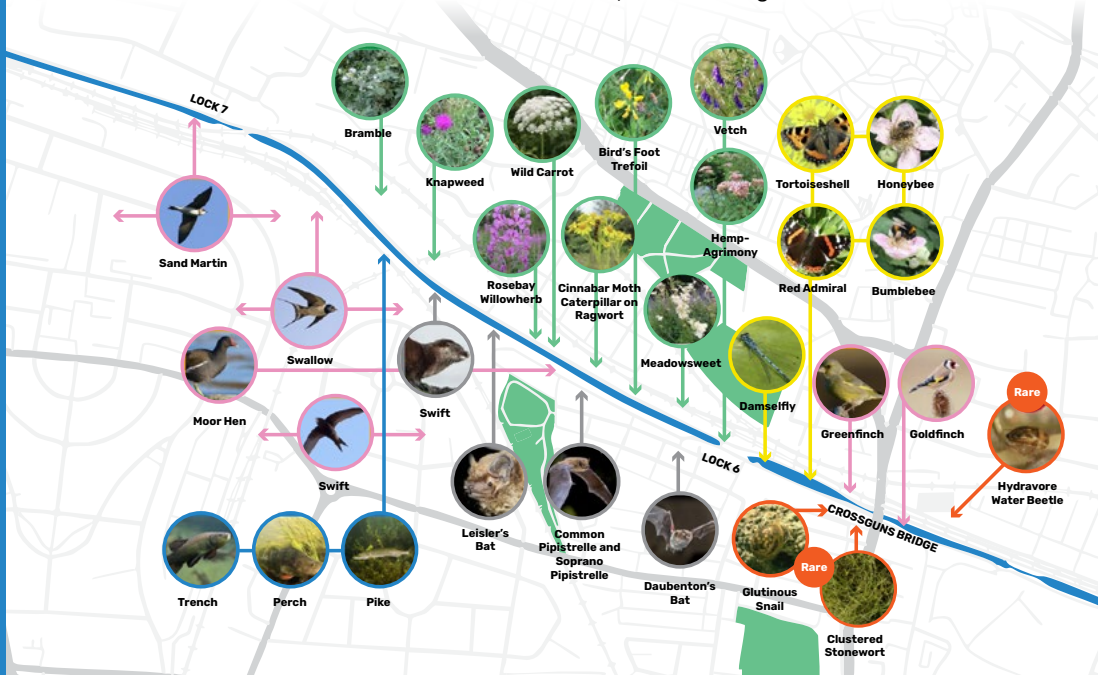 LOCK 7
Bramble
Knapweed
Wild Carrot
Bird's Foot
Trefoil
Vetch
Tortoiseshell
Honeybee
Sand Martin
Rosebay
Willowherb
Cinnabar Moth
Caterpillar on
Ragwort
Hemp-
Agrimony
Red Admiral
Bumblebee
Swallow
Moor Hen
Swift
Meadowsweet
Damselfly
Greenfinch
Goldfinch
Rare
Hydravore
Water Beetle
Swift
LOCK 6
CROSSGUNS BRIDGE
Trench
Perch
Pike
Leisler's
Bat
Common
Pipistrelle and
Soprano
Pipistrelle
Daubenton's
Bat
Glutinous
Snail
Rare
Clustered
Stonewort